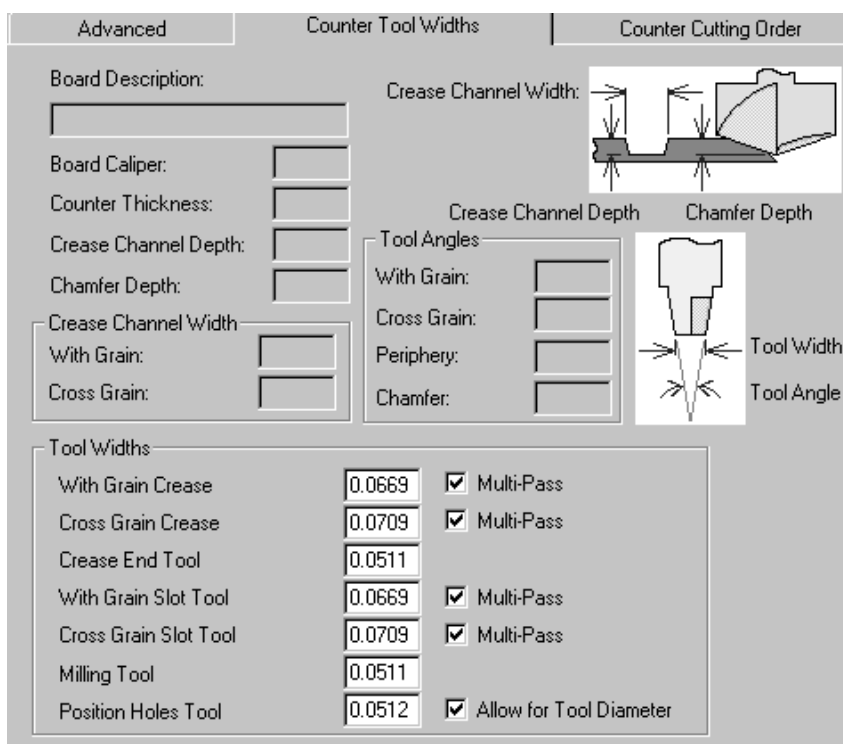 Advanced
Counter Tool Widths
Counter Cutting Order
Board Description:
Crease Channel Width:
Board Caliper:
Counter Thickness:
Crease Channel Depth:
Chamfer Depth:
Crease Channel Depth
Chamfer Depth
Crease Channel Width
With Grain:
Cross Grain:
Tool Angles
With Grain:
Cross Grain:
Periphery:
Chamfer:
Tool Width
Tool Angle
Tool Widths
With Grain Crease 0.0669 Multi-Pass
Cross Grain Crease 0.0709 Multi-Pass
Crease End Tool 0.0511
With Grain Slot Tool 0.0669 Multi-Pass
Cross Grain Slot Tool 0.0709 Multi-Pass
Milling Tool 0.0511
Position Holes Tool 0.0512 Allow for Tool Diameter